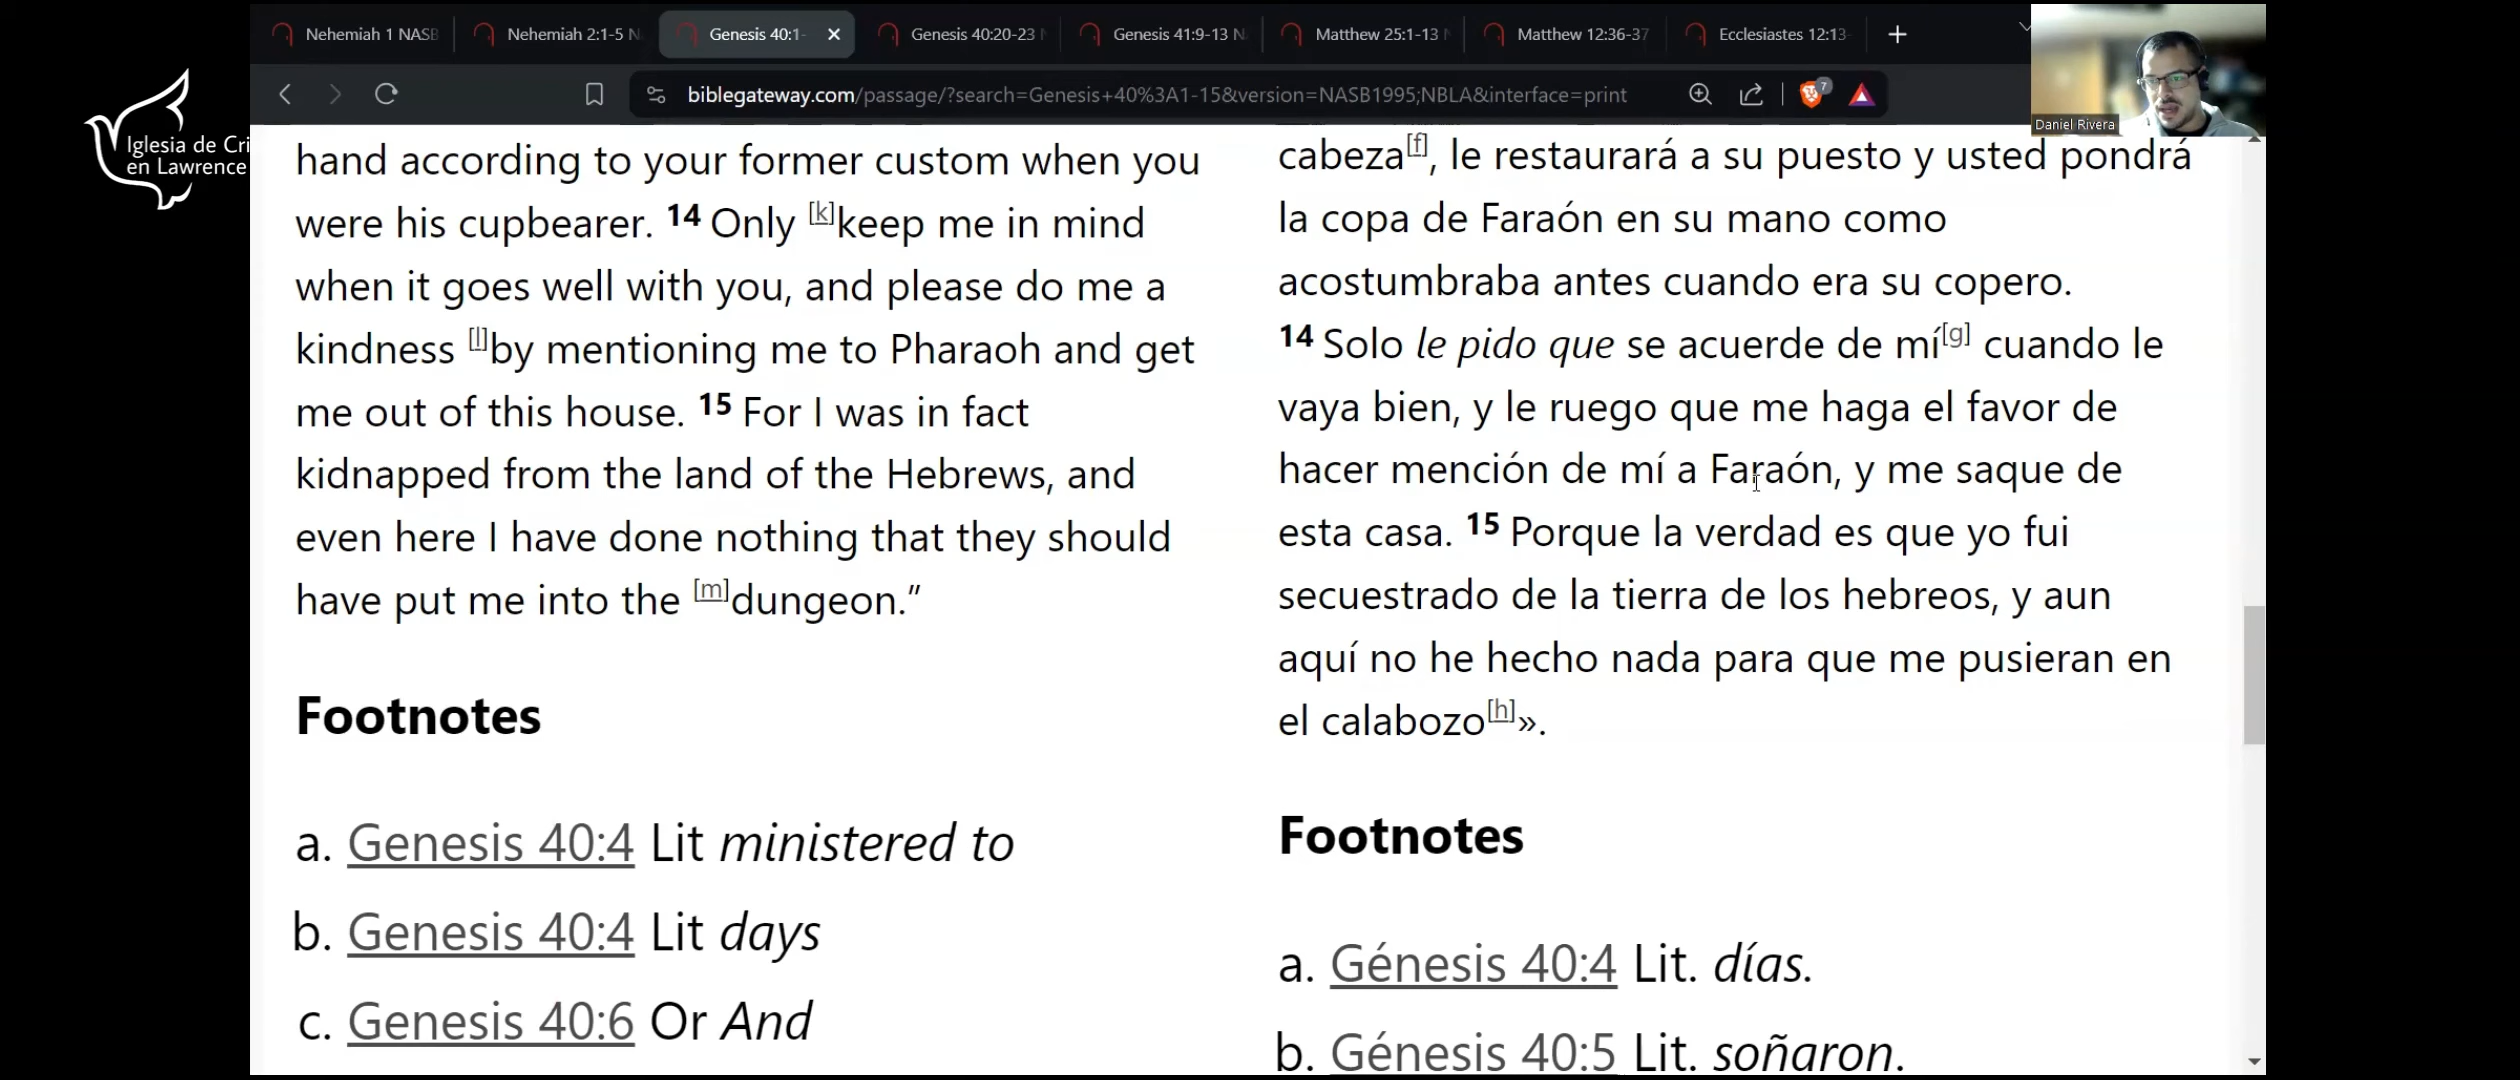 Nehemiah 1 NASB
Nehemiah 2:1-5 N
Genesis 40:1-
Genesis 40:20-23 N
Genesis 41:9-13 N
Matthew 25:1-13 N
Matthew 12:36-37
Ecclesiastes 12:13-
biblegateway.com/passage/?search=Genesis+40%3A1-15&version=NASB1995;NBLA&interface=print
7
Daniel Rivera
Iglesia de Cri
en Lawrence
hand according to your former custom when you
were his cupbearer. 14 Only [k]keep me in mind
when it goes well with you, and please do me a
kindness [l]by mentioning me to Pharaoh and get
me out of this house. 15 For I was in fact
kidnapped from the land of the Hebrews, and
even here I have done nothing that they should
have put me into the [m]dungeon.”
Footnotes
a. Genesis 40:4 Lit ministered to
b. Genesis 40:4 Lit days
c. Genesis 40:6 Or And
cabeza[f], le restaurará a su puesto y usted pondrá
la copa de Faraón en su mano como
acostumbraba antes cuando era su copero.
14 Solo le pido que se acuerde de mí[g] cuando le
vaya bien, y le ruego que me haga el favor de
hacer mención de mí a Faraón, y me saque de
esta casa. 15 Porque la verdad es que yo fui
secuestrado de la tierra de los hebreos, y aun
aquí no he hecho nada para que me pusieran en
el calabozo[h]».
Footnotes
a. Génesis 40:4 Lit. días.
b. Génesis 40:5 Lit. soñaron.